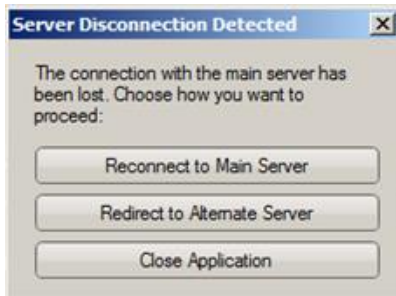 Server Disconnection Detected
The connection with the main server has
been lost. Choose how you want to
proceed:
Reconnect to Main Server
Redirect to Alternate Server
Close Application